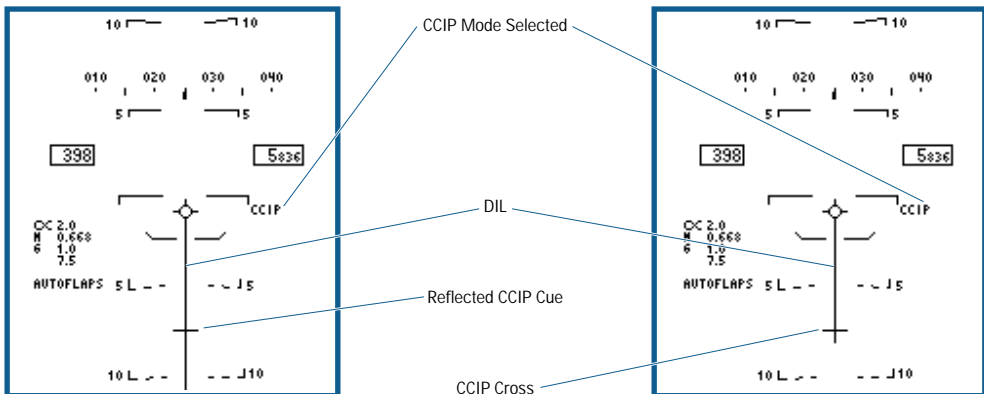 10 10
010 020 030 040
5 5
398 5836
CCIP
α 2.0
M 0.668
G 1.0
7.5
AUTOFLAPS 5 5
10 10
CCIP Mode Selected
DIL
Reflected CCIP Cue
CCIP Cross
10 10
010 020 030 040
5 5
398 5836
CCIP
α 2.0
M 0.668
G 1.0
7.5
AUTOFLAPS 5 5
10 10